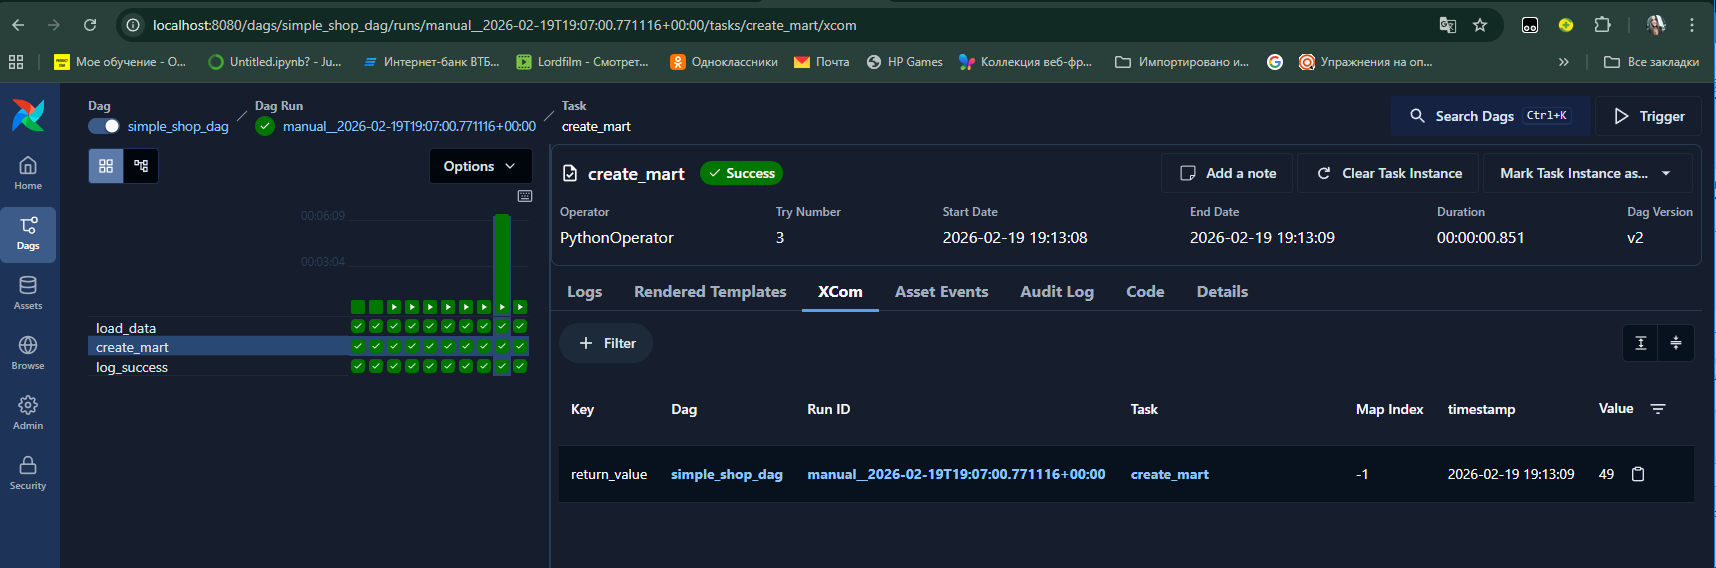 localhost:8080/dags/simple_shop_dag/runs/manual__2026-02-19T19:07:00.771116+00:00/tasks/create_mart/xcom
Мое обучение - O...
Untitled.ipynb? - Ju...
Интернет-банк ВТБ...
Lordfilm - Смотрет...
Одноклассники
Почта
HP Games
Коллекция веб-фр...
Импортировано и...
Упражнения на оп...
»
Все закладки
Dag
simple_shop_dag
Dag Run
manual__2026-02-19T19:07:00.771116+00:00
Task
create_mart
Search Dags Ctrl+K
Trigger
Home
Dags
Assets
Browse
Admin
Security
Options
00:06:09
00:03:04
load_data
create_mart
log_success
create_mart
Success
Add a note
Clear Task Instance
Mark Task Instance as...
Operator Try Number Start Date End Date Duration Dag Version
PythonOperator 3 2026-02-19 19:13:08 2026-02-19 19:13:09 00:00:00.851 v2
Logs Rendered Templates XCom Asset Events Audit Log Code Details
+ Filter
Key Dag Run ID Task Map Index timestamp Value
return_value simple_shop_dag manual__2026-02-19T19:07:00.771116+00:00 create_mart -1 2026-02-19 19:13:09 49